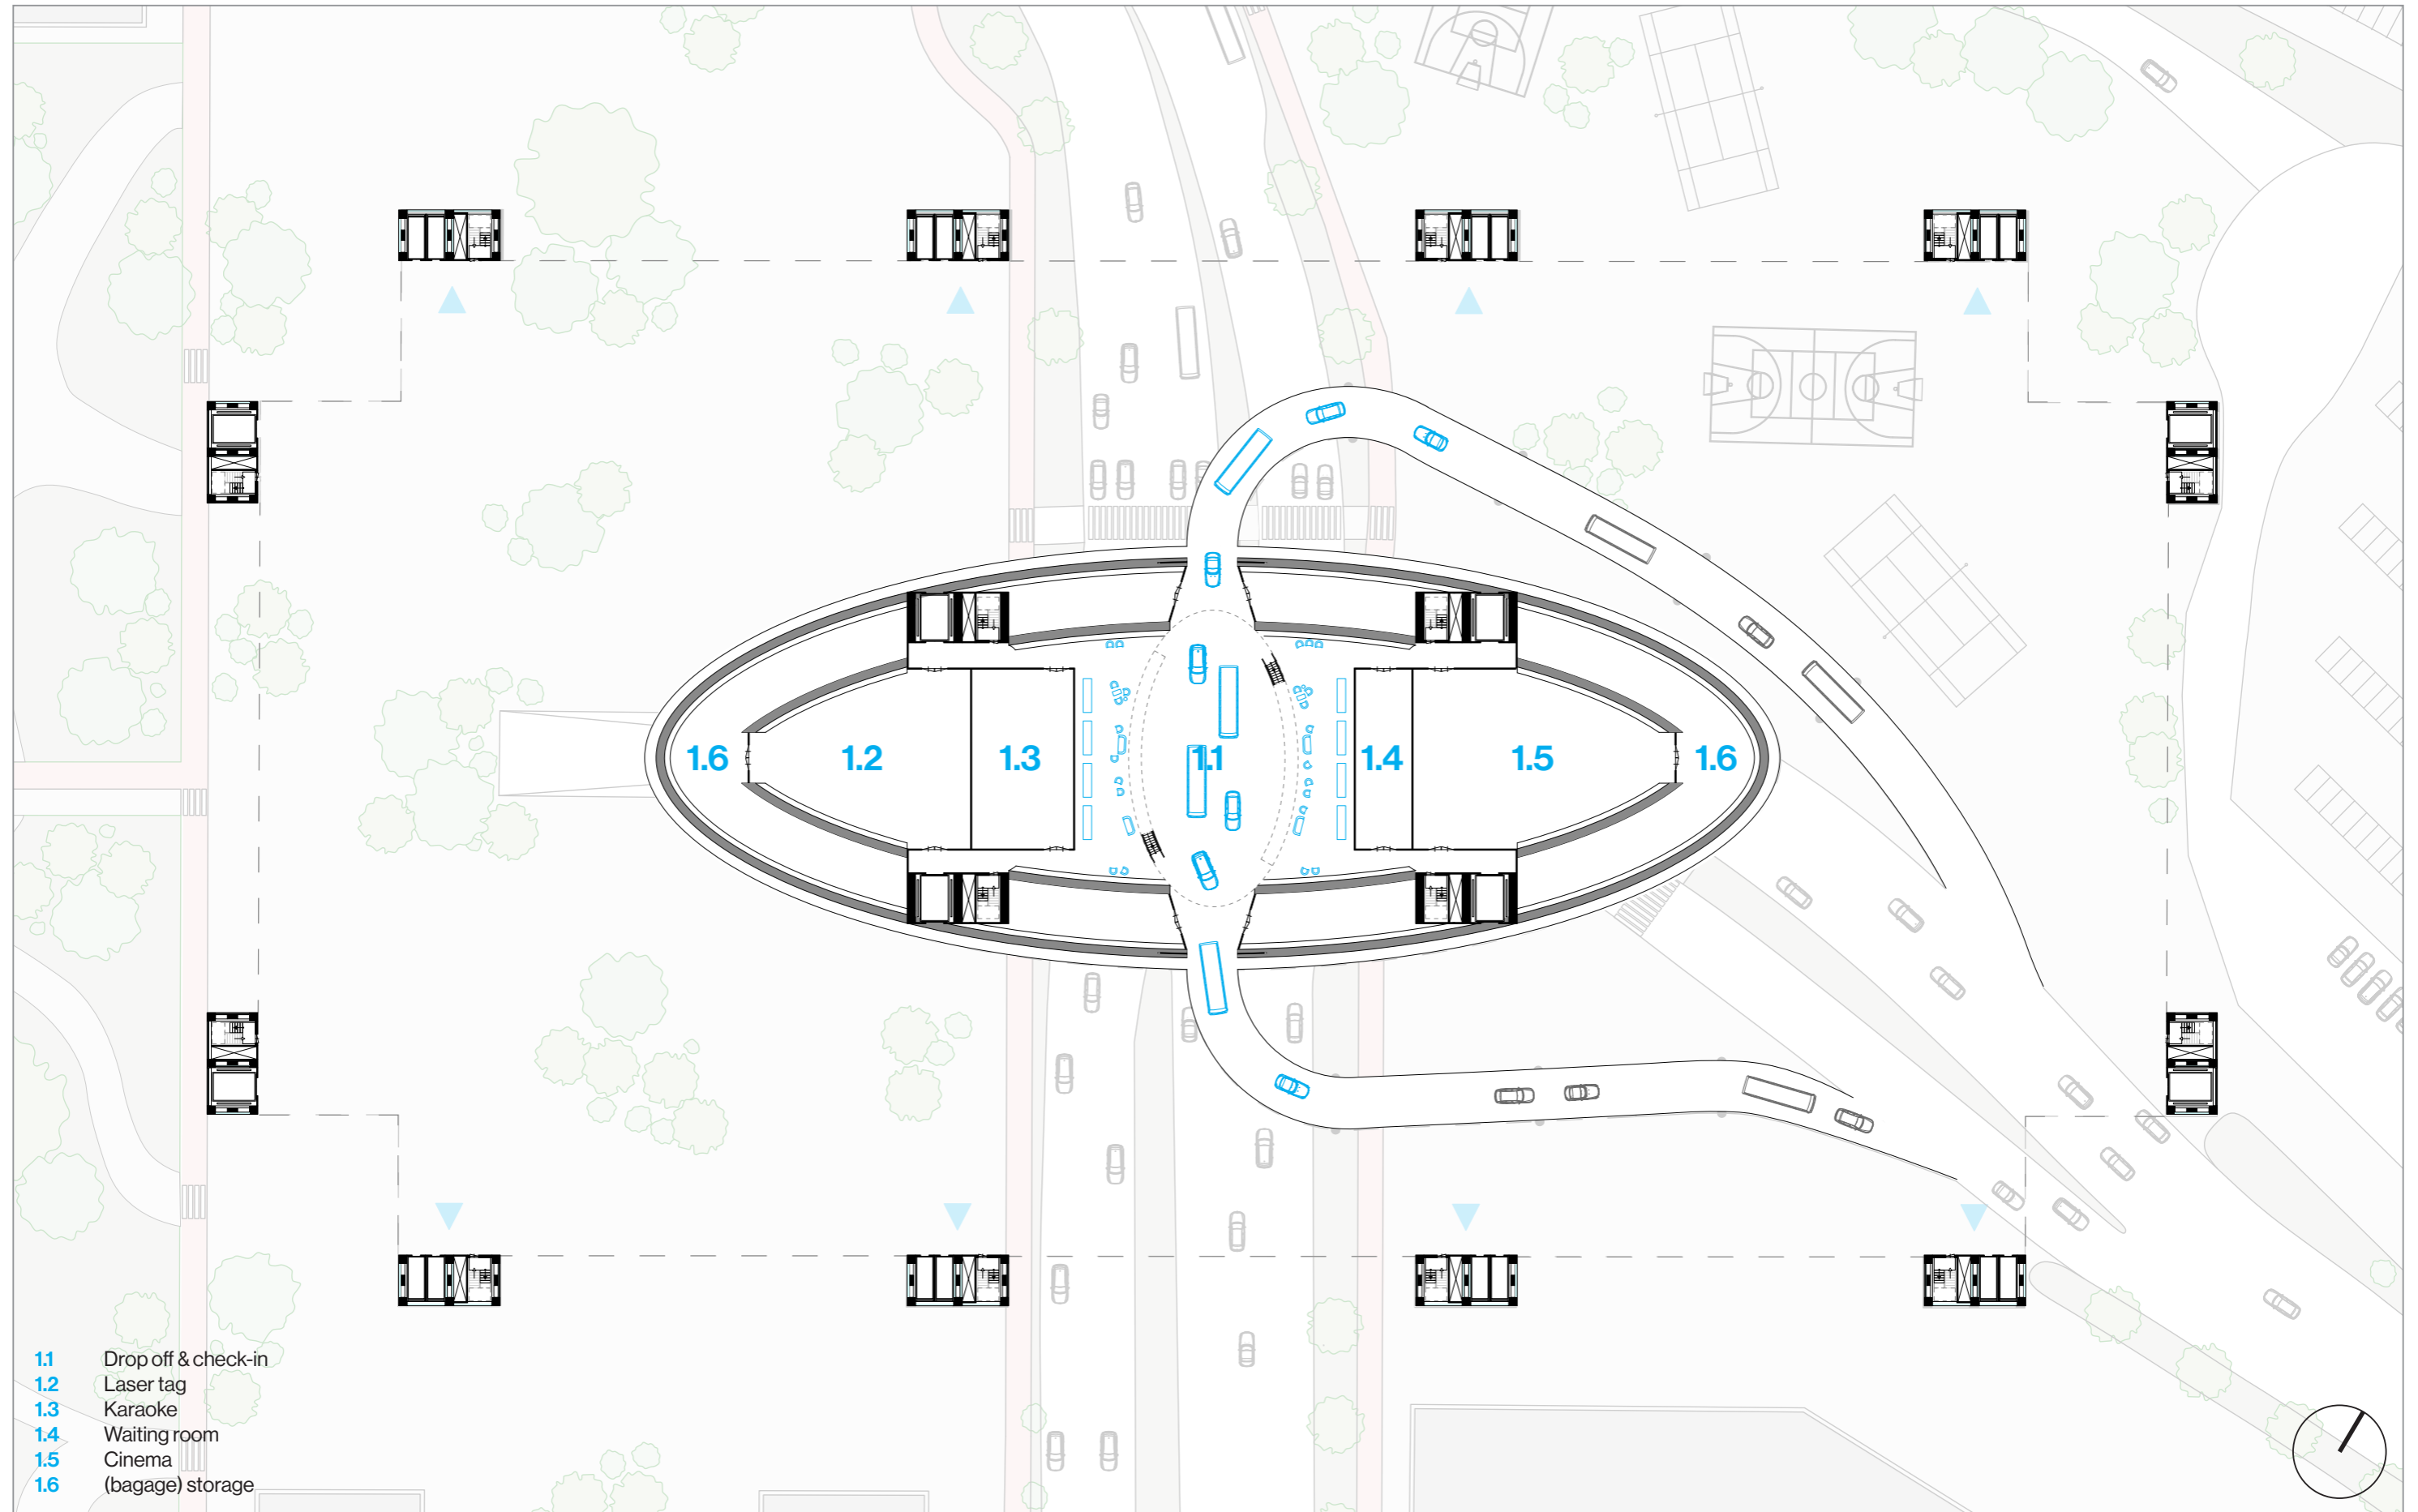 1.6 1.2 1.3 1.1 1.4 1.5 1.6
1.1 Drop off & check-in
1.2 Laser tag
1.3 Karaoke
1.4 Waiting room
1.5 Cinema
1.6 (bagage) storage